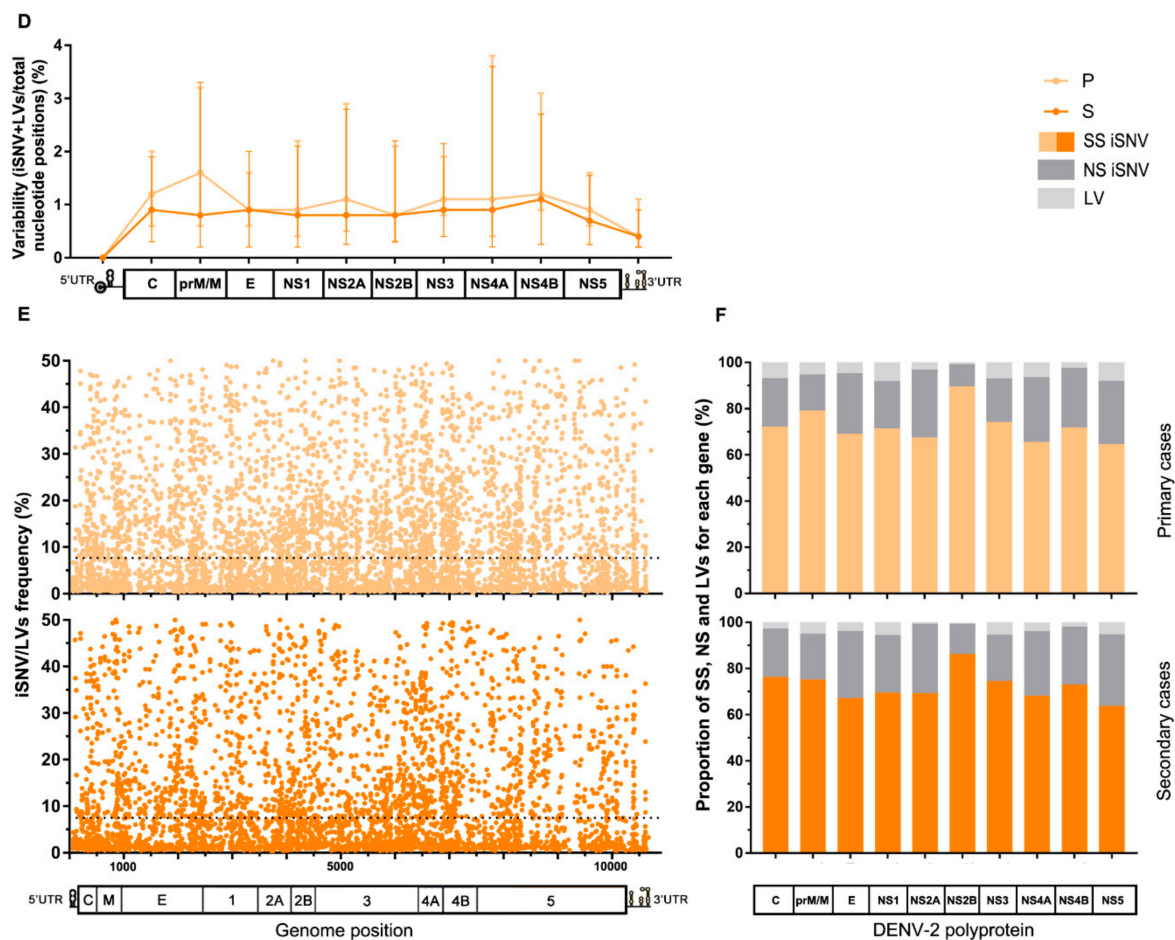 D
Variability (iSNV+LVs/total
nucleotide positions) (%)
4
3
2
1
0
5'UTR
C
prM/M
E
NS1
NS2A
NS2B
NS3
NS4A
NS4B
NS5
3'UTR
P
S
SS iSNV
NS iSNV
LV
E
iSNV/LVs frequency (%)
50
40
30
20
10
0
50
40
30
20
10
0
1000
5000
10000
5'UTR
C
M
E
1
2A
2B
3
4A
4B
5
3'UTR
Genome position
F
Proportion of SS, NS and LVs for each gene (%)
100
80
60
40
20
0
Primary cases
100
80
60
40
20
0
Secondary cases
C
prM/M
E
NS1
NS2A
NS2B
NS3
NS4A
NS4B
NS5
DENV-2 polyprotein